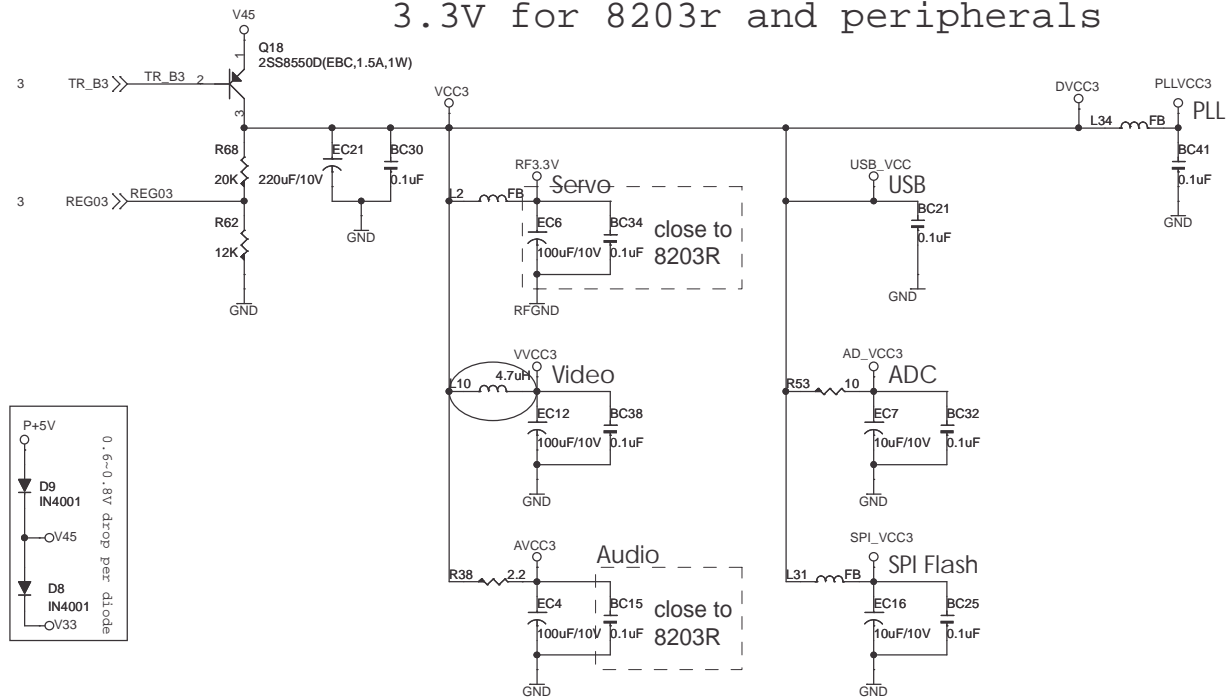 3.3V for 8203r and peripherals
V45
Q18
2SS8550D(EBC,1.5A,1W)
1
3 TR_B3 TR_B3 2
3
VCC3
DVCC3
PLLVCC3
PLL
L34 FB
BC41
0.1uF
GND
R68
20K
EC21
220uF/10V
BC30
0.1uF
GND
3 REG03 REG03
R62
12K
GND
RF3.3V
Servo
L2 FB
EC6
100uF/10V
BC34
0.1uF
close to
8203R
RFGND
USB_VCC
USB
BC21
0.1uF
GND
VVCC3
Video
L10 4.7uH
EC12
100uF/10V
BC38
0.1uF
GND
AD_VCC3
ADC
R53 10
EC7
10uF/10V
BC32
0.1uF
GND
P+5V
D9
IN4001
V45
D8
IN4001
V33
0.6~0.8V drop per diode
AVCC3
Audio
R38 2.2
EC4
100uF/10V
BC15
0.1uF
close to
8203R
GND
SPI_VCC3
SPI Flash
L31 FB
EC16
10uF/10V
BC25
0.1uF
GND